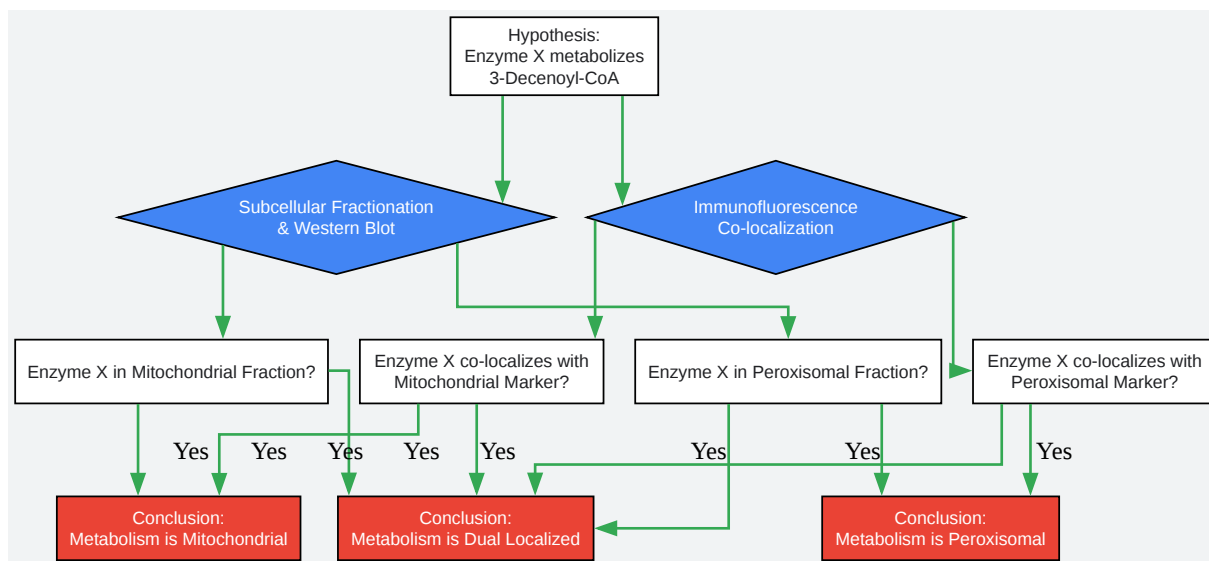 Hypothesis:
Enzyme X metabolizes
3-Decenoyl-CoA
Subcellular Fractionation
& Western Blot
Immunofluorescence
Co-localization
Enzyme X in Mitochondrial Fraction?
Enzyme X co-localizes with
Mitochondrial Marker?
Enzyme X in Peroxisomal Fraction?
Enzyme X co-localizes with
Peroxisomal Marker?
Yes
Yes
Yes
Yes
Yes
Yes
Yes
Yes
Conclusion:
Metabolism is Mitochondrial
Conclusion:
Metabolism is Dual Localized
Conclusion:
Metabolism is Peroxisomal